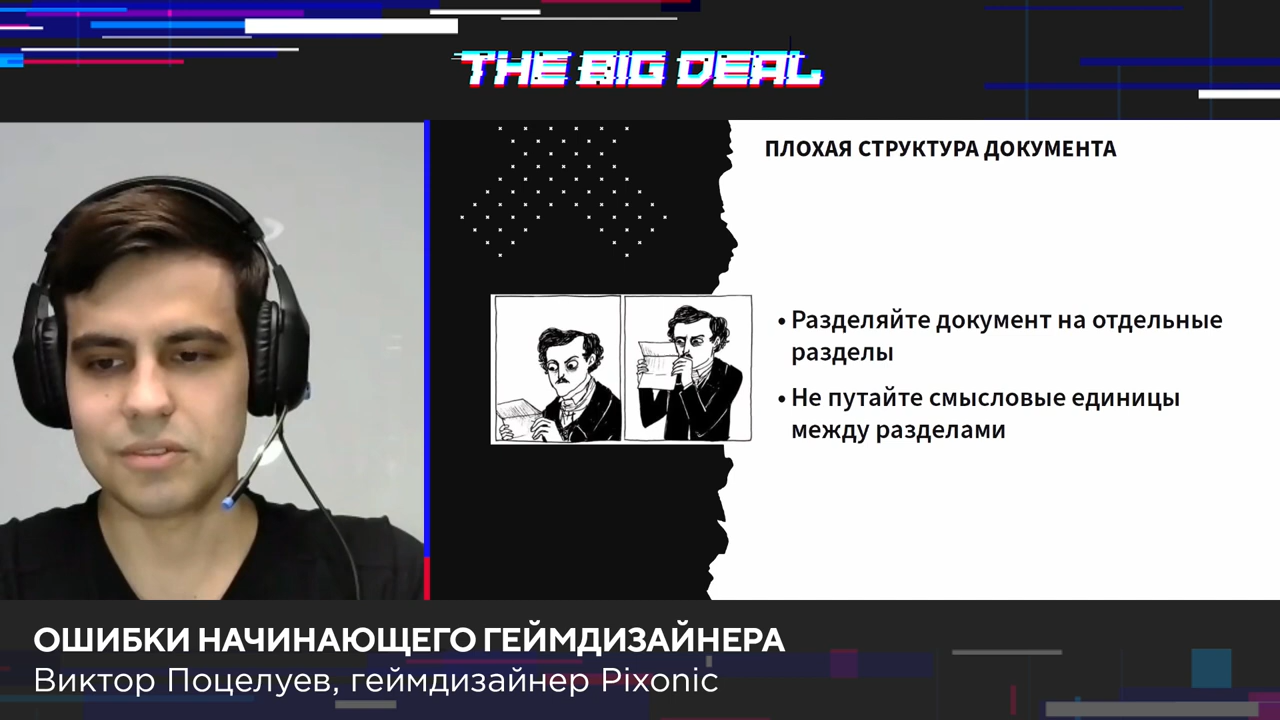 THE BIG DEAL
ПЛОХАЯ СТРУКТУРА ДОКУМЕНТА
• Разделяйте документ на отдельные
разделы
• Не путайте смысловые единицы
между разделами
ОШИБКИ НАЧИНАЮЩЕГО ГЕЙМДИЗАЙНЕРА
Виктор Поцелуев, геймдизайнер Pixonic